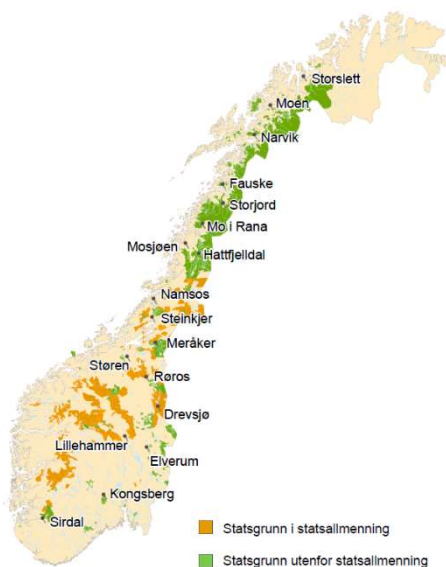 Storslett
Moen
Narvik
Fauske
Storjord
Mo i Rana
Mosjøen
Hattfjelldal
Namsos
Steinkjer
Meråker
Støren
Røros
Drevsjø
Lillehammer
Elverum
Kongsberg
Sirdal
Statsgrunn i statsallmenning
Statsgrunn utenfor statsallmenning